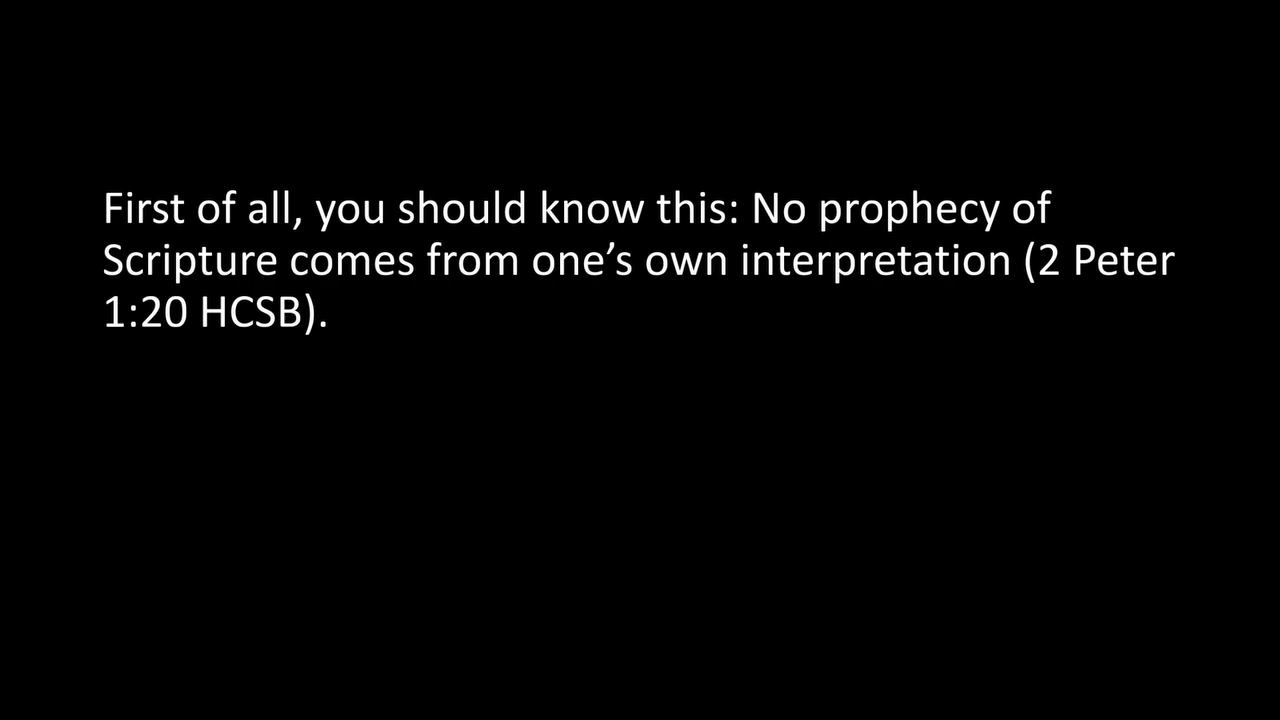 First of all, you should know this: No prophecy of
Scripture comes from one’s own interpretation (2 Peter
1:20 HCSB).